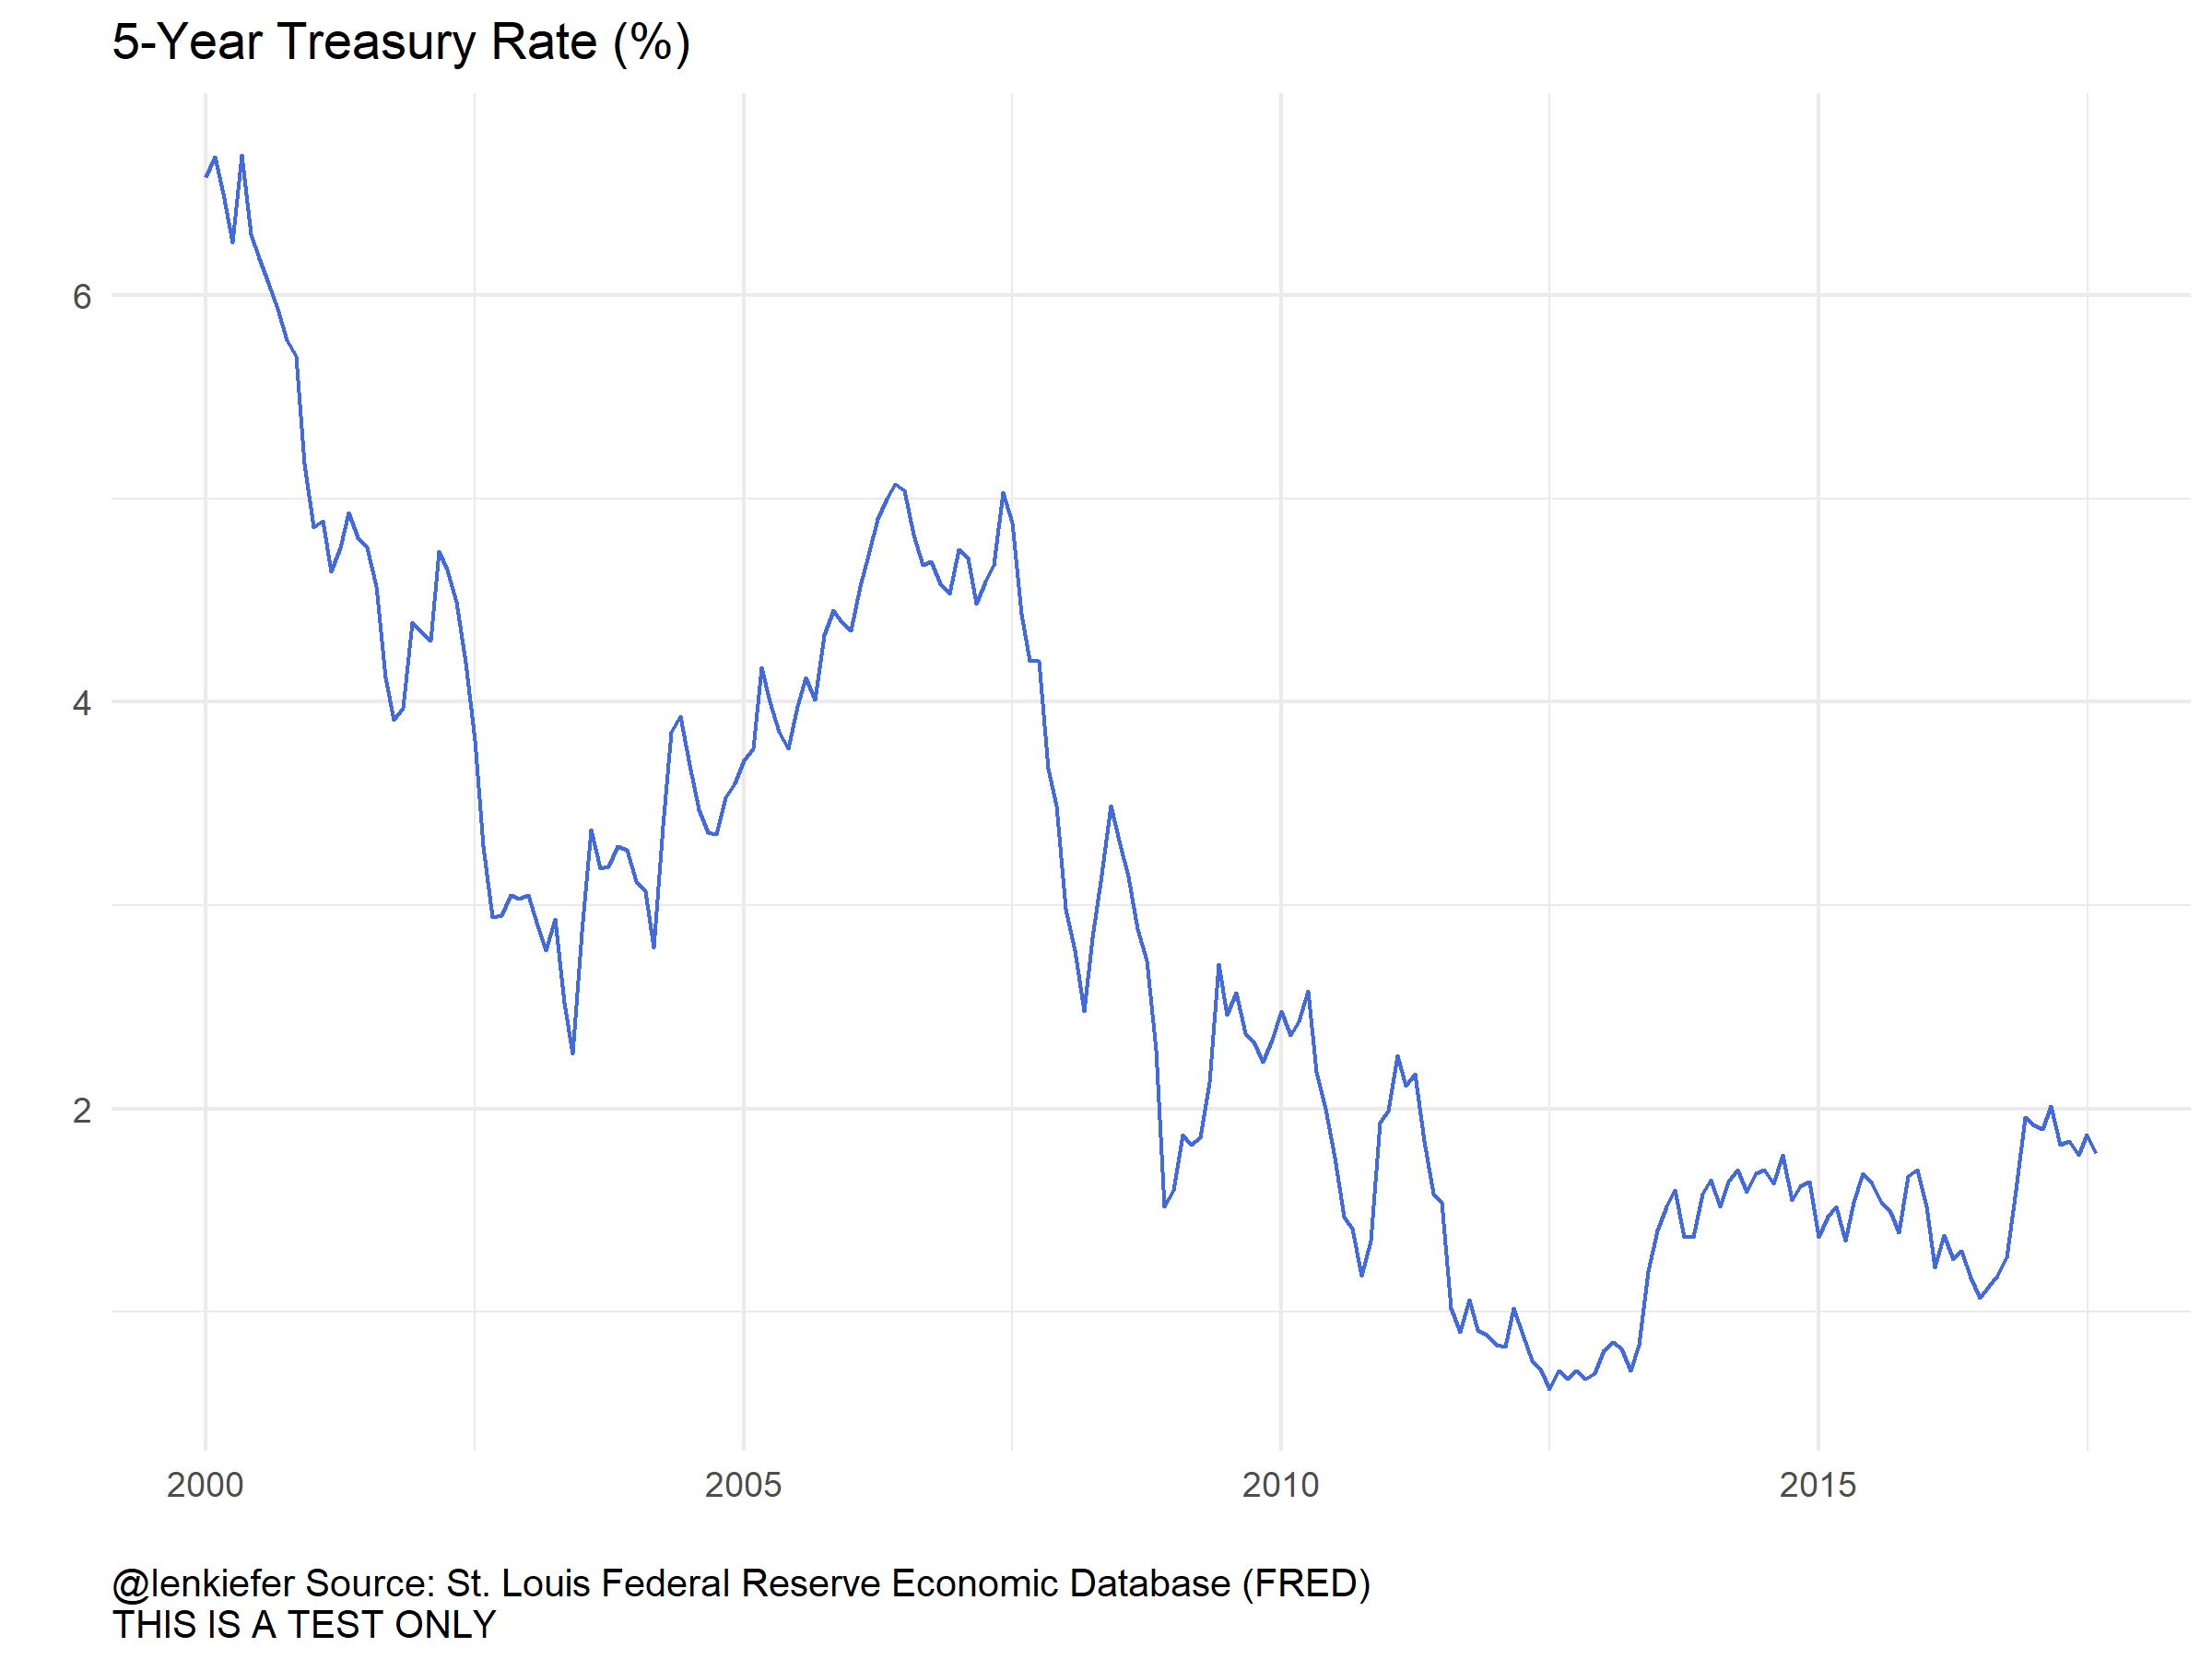 5-Year Treasury Rate (%)
6
4
2
2000 2005 2010 2015
@lenkiefer Source: St. Louis Federal Reserve Economic Database (FRED)
THIS IS A TEST ONLY